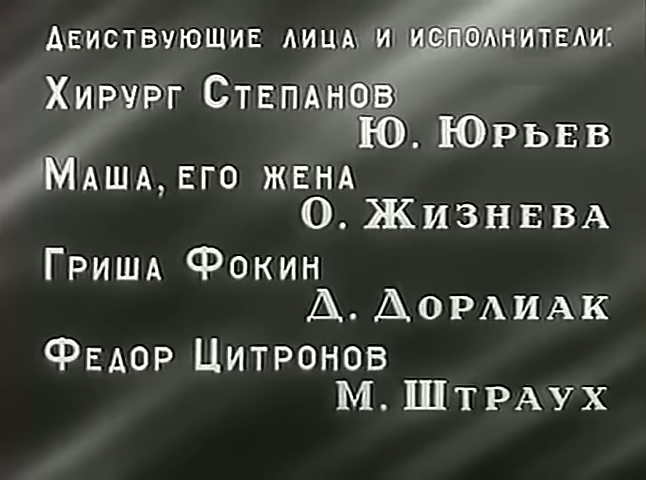 Действующие лица и исполнители:
Хирург Степанов
Ю. Юрьев
Маша, его жена
О. Жизнева
Гриша Фокин
Д. Дорлиак
Федор Цитронов
М. Штраух